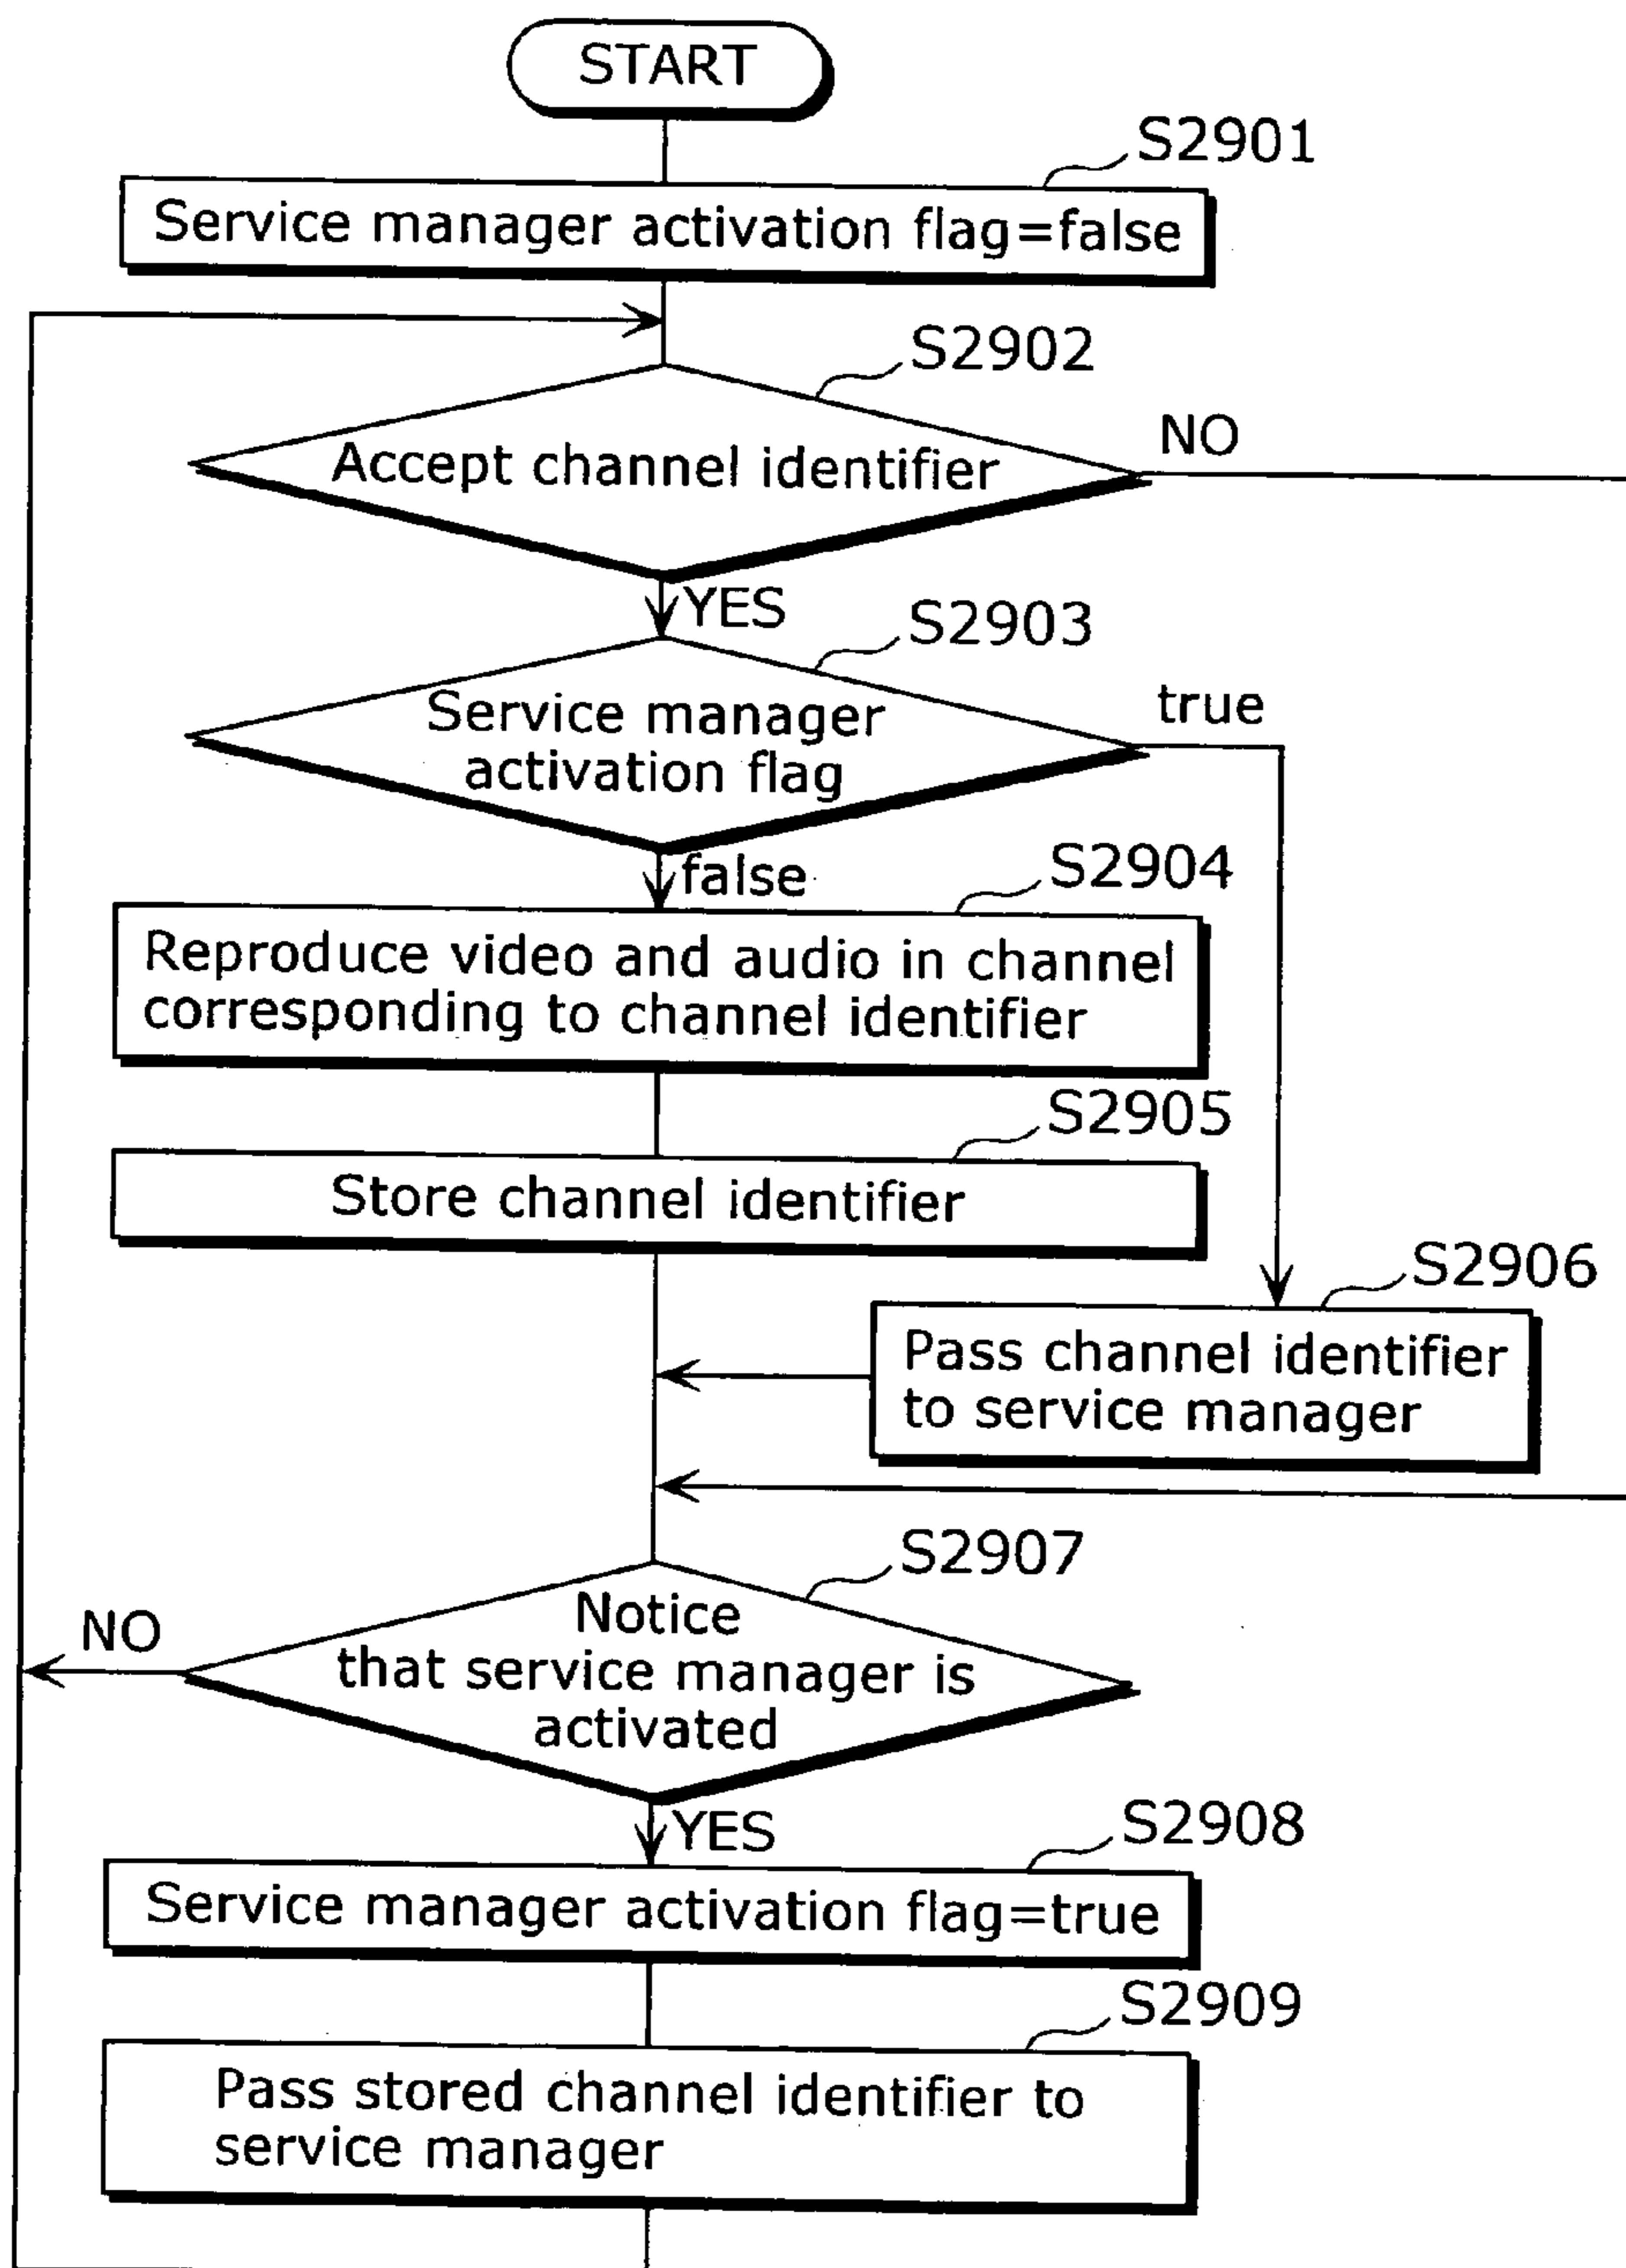 START
S2901
Service manager activation flag=false
S2902
Accept channel identifier
NO
YES
S2903
Service manager
activation flag
true
false
S2904
Reproduce video and audio in channel
corresponding to channel identifier
S2905
Store channel identifier
S2906
Pass channel identifier
to service manager
S2907
Notice
that service manager is
activated
NO
YES
S2908
Service manager activation flag=true
S2909
Pass stored channel identifier to
service manager